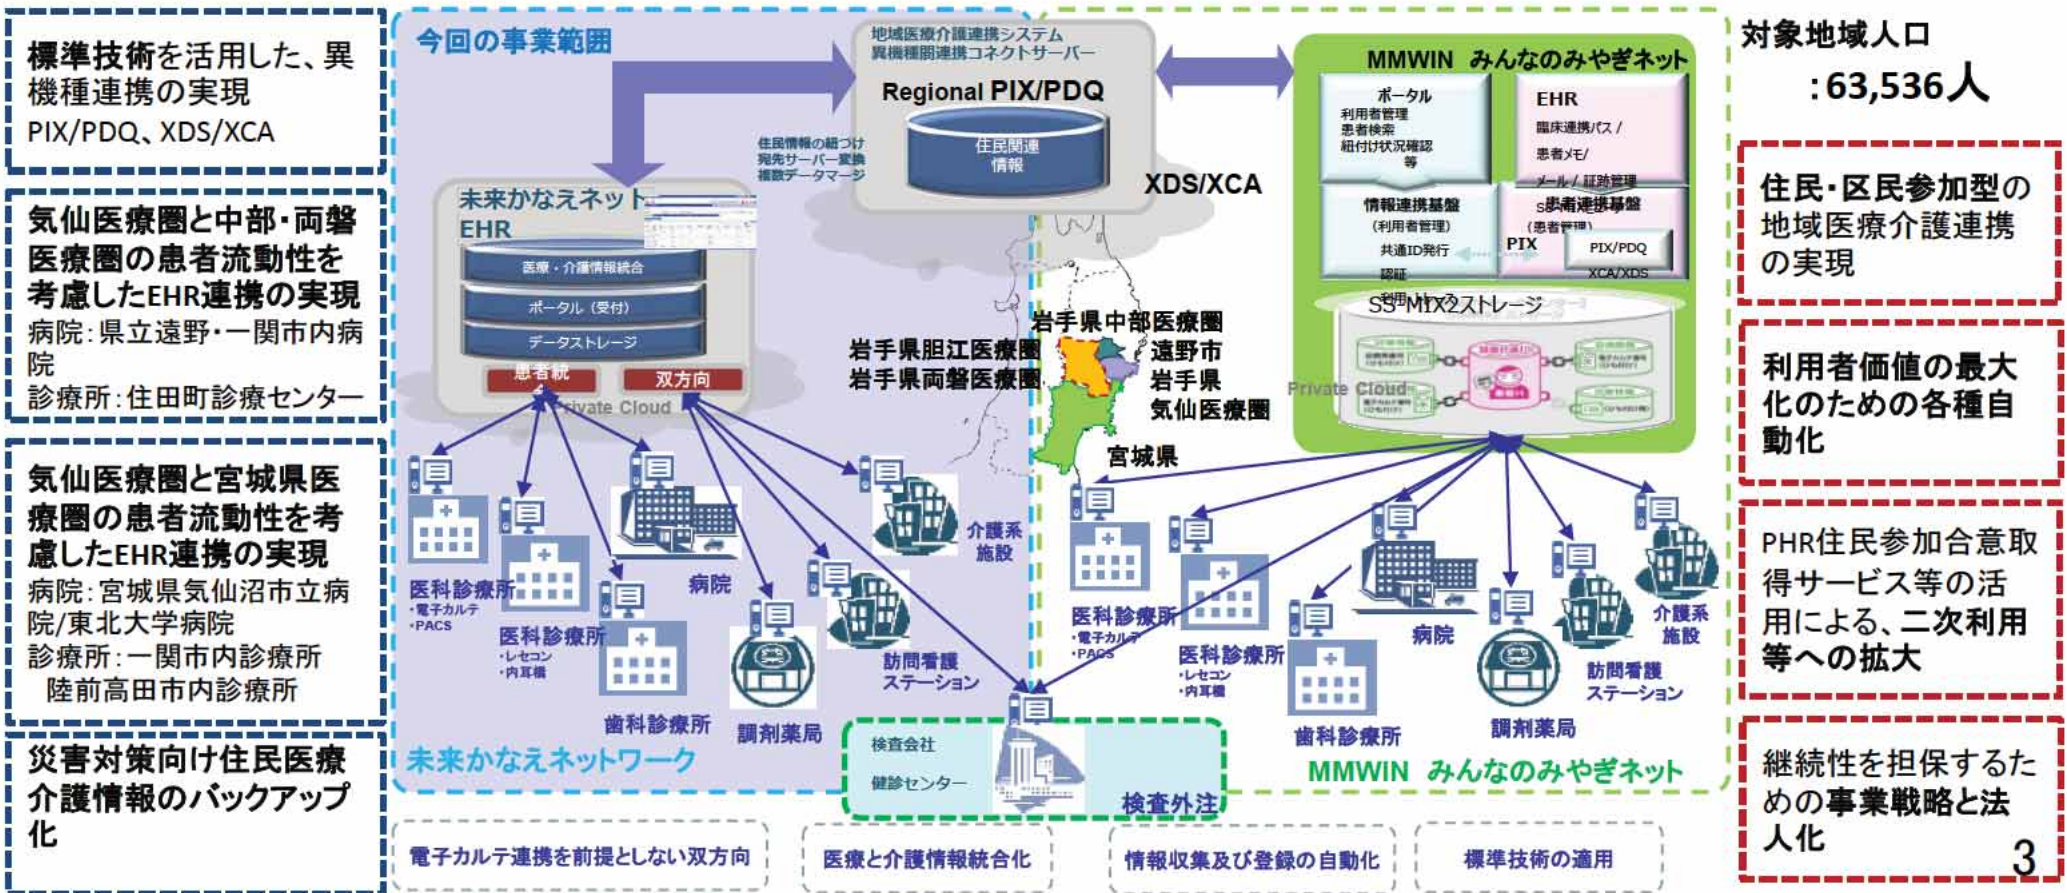 標準技術を活用した、異
機種連携の実現
PIX/PDQ、XDS/XCA
気仙医療圏と中部・両磐
医療圏の患者流動性を
考慮したEHR連携の実現
病院：県立遠野・一関市内病
院
診療所：住田町診療センター
気仙医療圏と宮城県医
療圏の患者流動性を考
慮したEHR連携の実現
病院：宮城県気仙沼市立病
院/東北大学病院
診療所：一関市内診療所
陸前高田市内診療所
災害対策向け住民医療
介護情報のバックアップ
化
今回の事業範囲
地域医療介護連携システム
異機種間連携コネクトサーバー
Regional PIX/PDQ
住民関連
情報
住民情報の紐づけ
宛先サーバー変換
複数データマージ
XDS/XCA
未来かなえネット
EHR
医療・介護情報統合
ポータル（受付）
データストレージ
患者統
双方向
Private Cloud
岩手県中部医療圏
岩手県胆江医療圏
岩手県両磐医療圏
遠野市
岩手県
気仙医療圏
宮城県
MMWIN みんなのみやぎネット
ポータル
利用者管理
患者検索
紐付け状況確認
等
EHR
臨床連携パス /
患者メモ/
メール / 証跡管理
情報連携基盤
（利用者管理）
共通ID発行
認証
患者連携基盤
（患者管理）
PIX
PIX/PDQ
XCA/XDS
SS-MIX2ストレージ
Private Cloud
医科診療所
・電子カルテ
・PACS
医科診療所
・レセコン
・内耳機
歯科診療所
病院
調剤薬局
訪問看護
ステーション
介護系
施設
未来かなえネットワーク
医科診療所
・電子カルテ
・PACS
医科診療所
・レセコン
・内耳機
歯科診療所
病院
調剤薬局
訪問看護
ステーション
介護系
施設
MMWIN みんなのみやぎネット
検査会社
健診センター
検査外注
電子カルテ連携を前提としない双方向
医療と介護情報統合化
情報収集及び登録の自動化
標準技術の適用
対象地域人口
：63,536人
住民・区民参加型の
地域医療介護連携
の実現
利用者価値の最大
化のための各種自
動化
PHR住民参加合意取
得サービス等の活
用による、二次利用
等への拡大
継続性を担保するた
めの事業戦略と法
人化
3